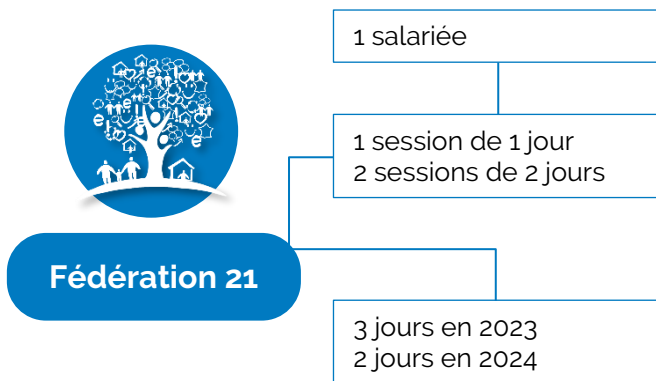 1 salariée
1 session de 1 jour
2 sessions de 2 jours
Fédération 21
3 jours en 2023
2 jours en 2024